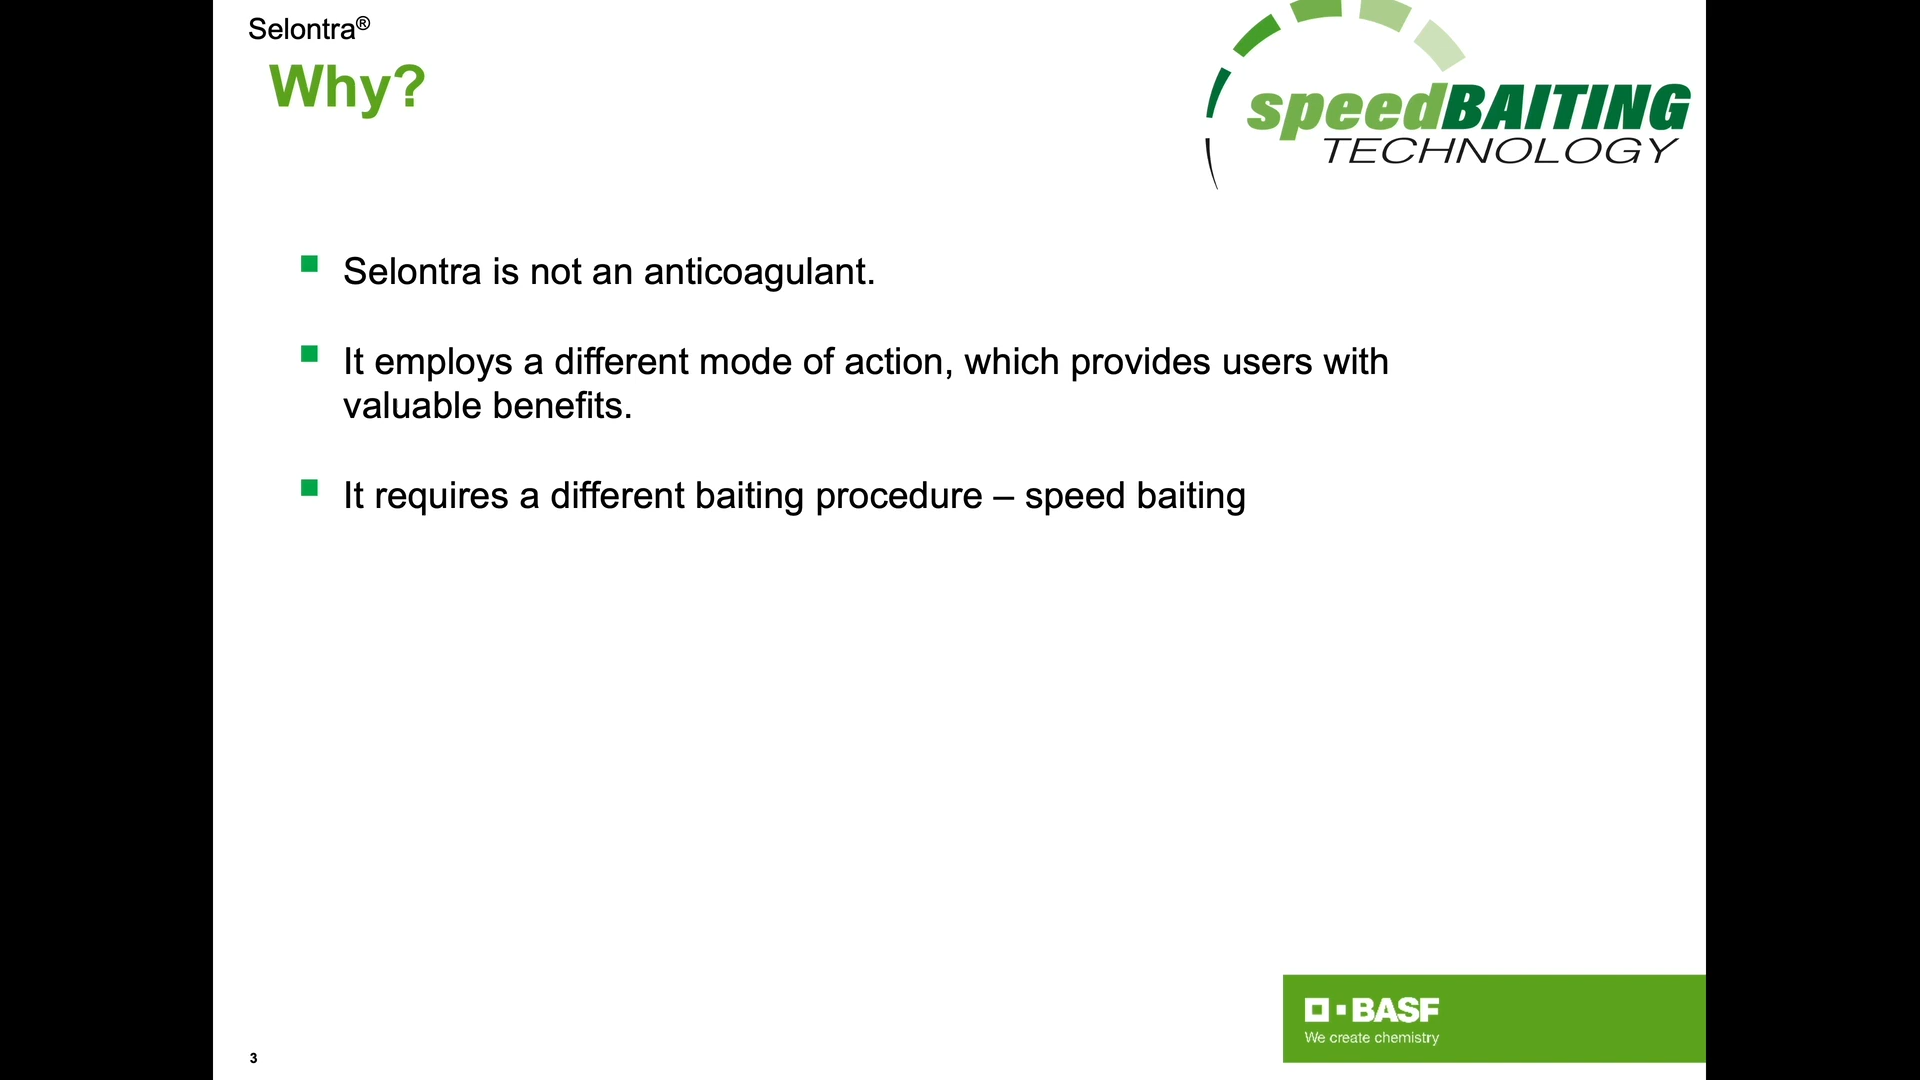 Selontra®
Why?
speedBAITING
TECHNOLOGY
Selontra is not an anticoagulant.
It employs a different mode of action, which provides users with
valuable benefits.
It requires a different baiting procedure – speed baiting
BASF
We create chemistry
3